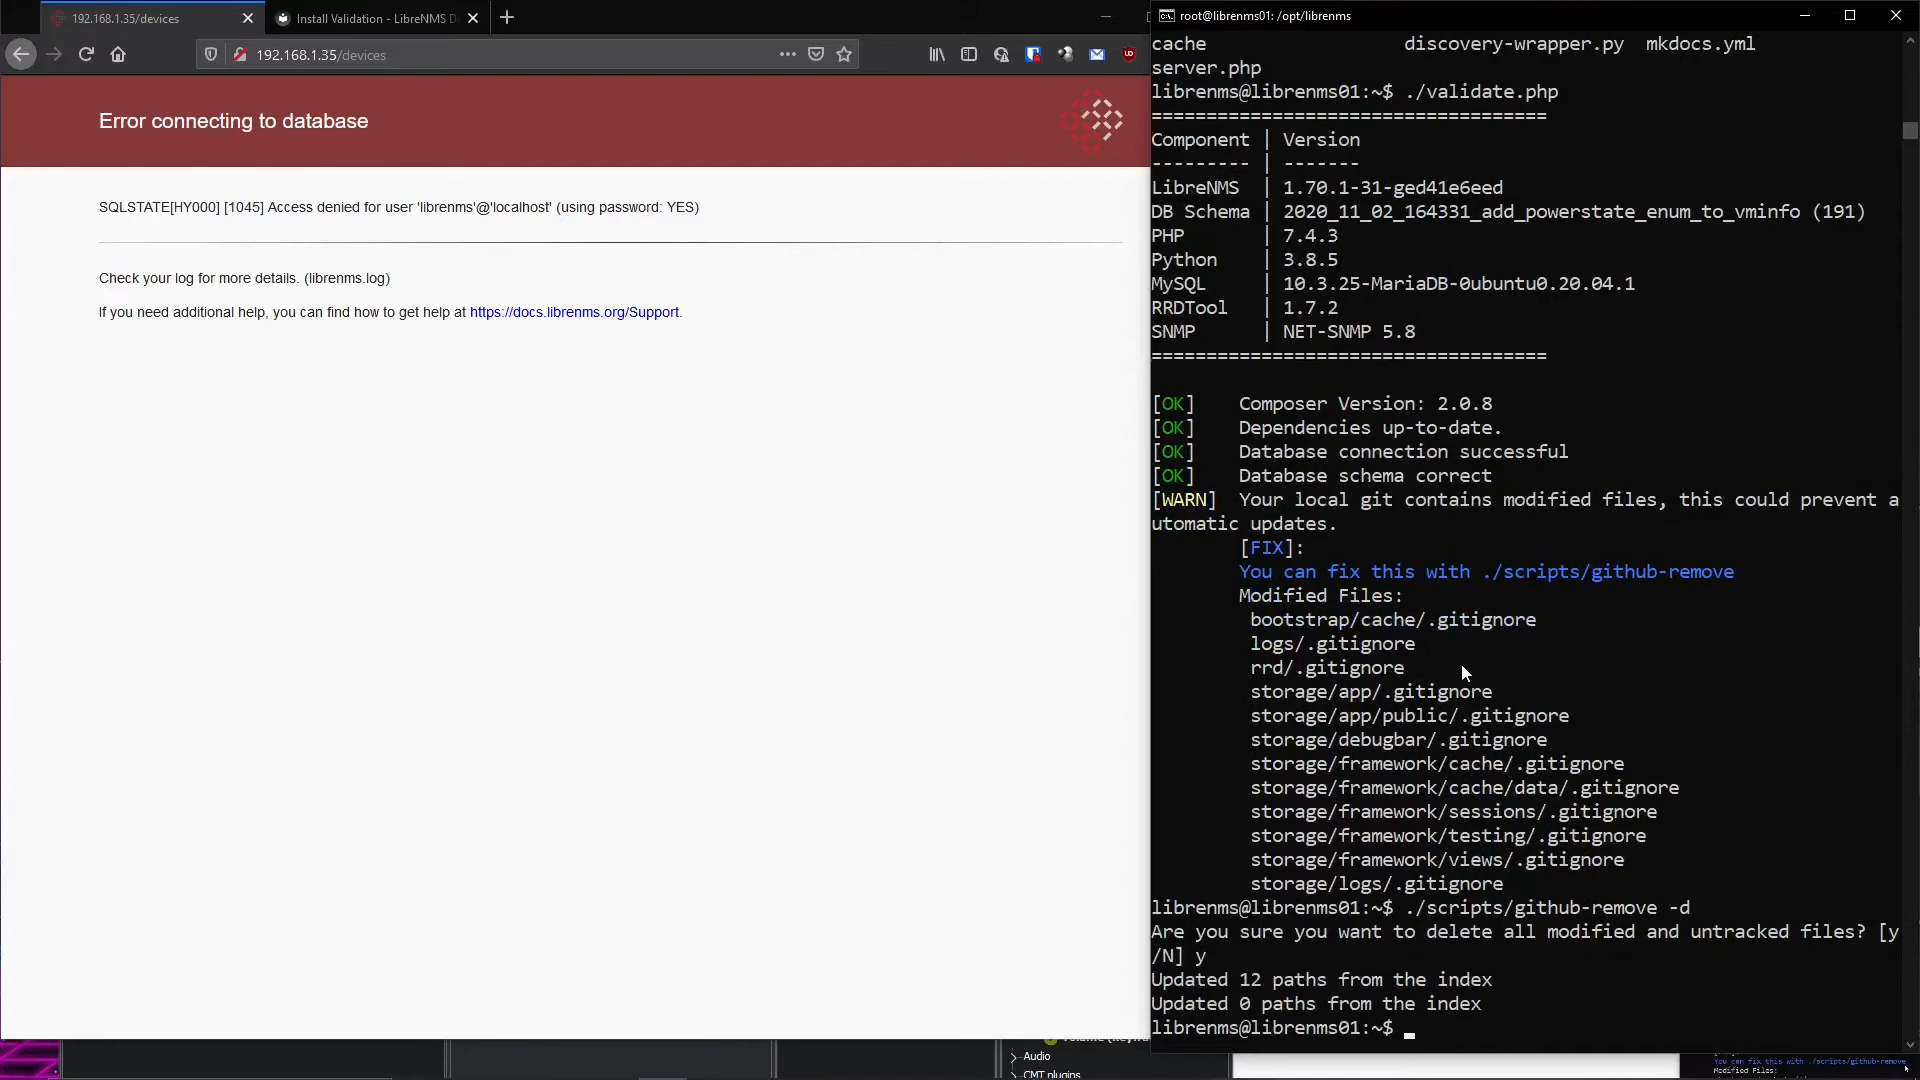 192.168.1.35/devices
Install Validation - LibreNMS D
192.168.1.35/devices
Error connecting to database
SQLSTATE[HY000] [1045] Access denied for user 'librenms'@'localhost' (using password: YES)
Check your log for more details. (librenms.log)
If you need additional help, you can find how to get help at https://docs.librenms.org/Support.
root@librenms01: /opt/librenms
cache discovery-wrapper.py mkdocs.yml
server.php
librenms@librenms01:~$ ./validate.php
====================================
Component | Version
--------- | -------
LibreNMS | 1.70.1-31-ged41e6eed
DB Schema | 2020_11_02_164331_add_powerstate_enum_to_vminfo (191)
PHP | 7.4.3
Python | 3.8.5
MySQL | 10.3.25-MariaDB-0ubuntu0.20.04.1
RRDTool | 1.7.2
SNMP | NET-SNMP 5.8
====================================
[OK] Composer Version: 2.0.8
[OK] Dependencies up-to-date.
[OK] Database connection successful
[OK] Database schema correct
[WARN] Your local git contains modified files, this could prevent a
utomatic updates.
[FIX]:
You can fix this with ./scripts/github-remove
Modified Files:
bootstrap/cache/.gitignore
logs/.gitignore
rrd/.gitignore
storage/app/.gitignore
storage/app/public/.gitignore
storage/debugbar/.gitignore
storage/framework/cache/.gitignore
storage/framework/cache/data/.gitignore
storage/framework/sessions/.gitignore
storage/framework/testing/.gitignore
storage/framework/views/.gitignore
storage/logs/.gitignore
librenms@librenms01:~$ ./scripts/github-remove -d
Are you sure you want to delete all modified and untracked files? [y
/N] y
Updated 12 paths from the index
Updated 0 paths from the index
librenms@librenms01:~$
Audio
CMT plugins
You can fix this with ./scripts/github-remove
Modified Files: